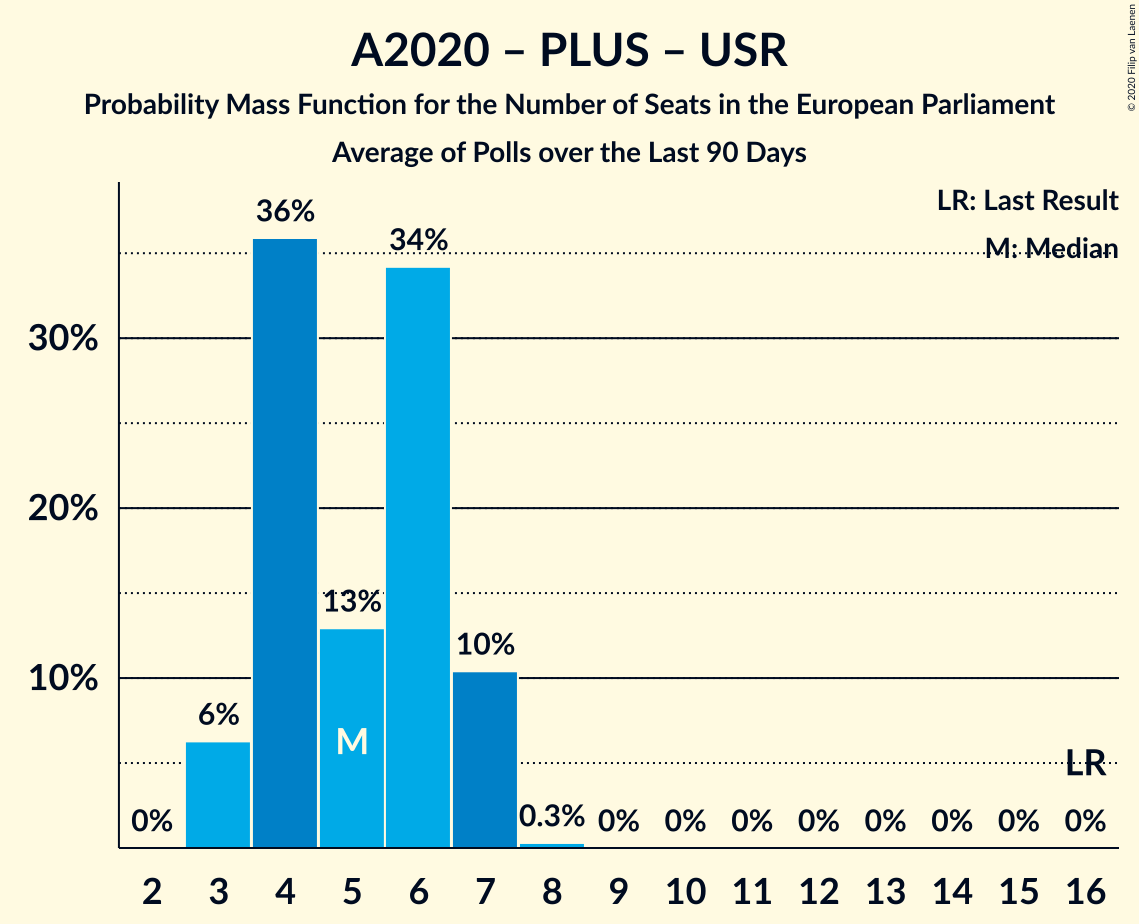 A2020 – PLUS – USR
Probability Mass Function for the Number of Seats in the European Parliament
Average of Polls over the Last 90 Days
© 2020 Filip van Laenen
LR: Last Result
M: Median
36%
34%
30%
20%
13%
10%
10%
6%
M
LR
0%
0.3%
0%
0%
0%
0%
0%
0%
0%
0%
2 3 4 5 6 7 8 9 10 11 12 13 14 15 16